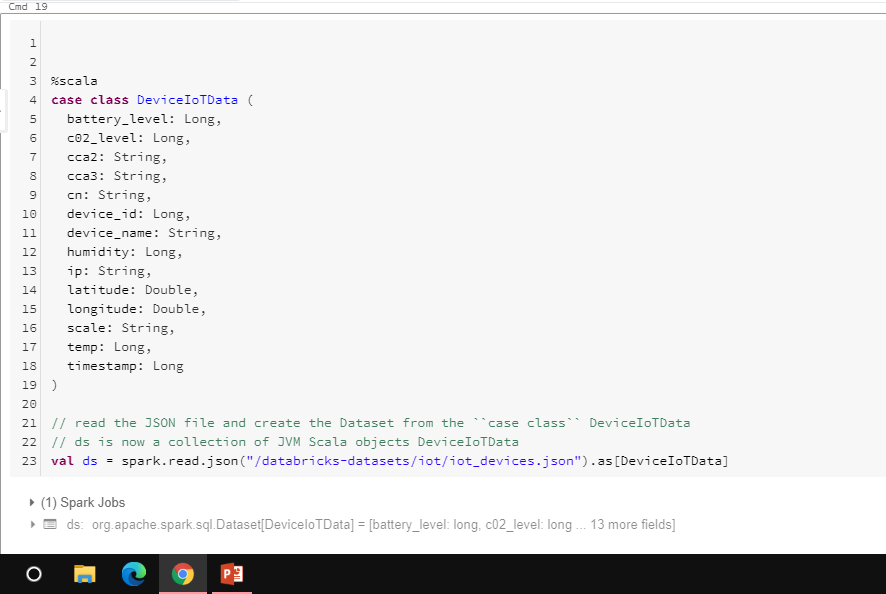 Cmd 19
1
2
3 %scala
4 case class DeviceIoTData (
5 battery_level: Long,
6 c02_level: Long,
7 cca2: String,
8 cca3: String,
9 cn: String,
10 device_id: Long,
11 device_name: String,
12 humidity: Long,
13 ip: String,
14 latitude: Double,
15 longitude: Double,
16 scale: String,
17 temp: Long,
18 timestamp: Long
19 )
20
21 // read the JSON file and create the Dataset from the ``case class`` DeviceIoTData
22 // ds is now a collection of JVM Scala objects DeviceIoTData
23 val ds = spark.read.json("/databricks-datasets/iot/iot_devices.json").as[DeviceIoTData]
(1) Spark Jobs
ds: org.apache.spark.sql.Dataset[DeviceIoTData] = [battery_level: long, c02_level: long ... 13 more fields]
P